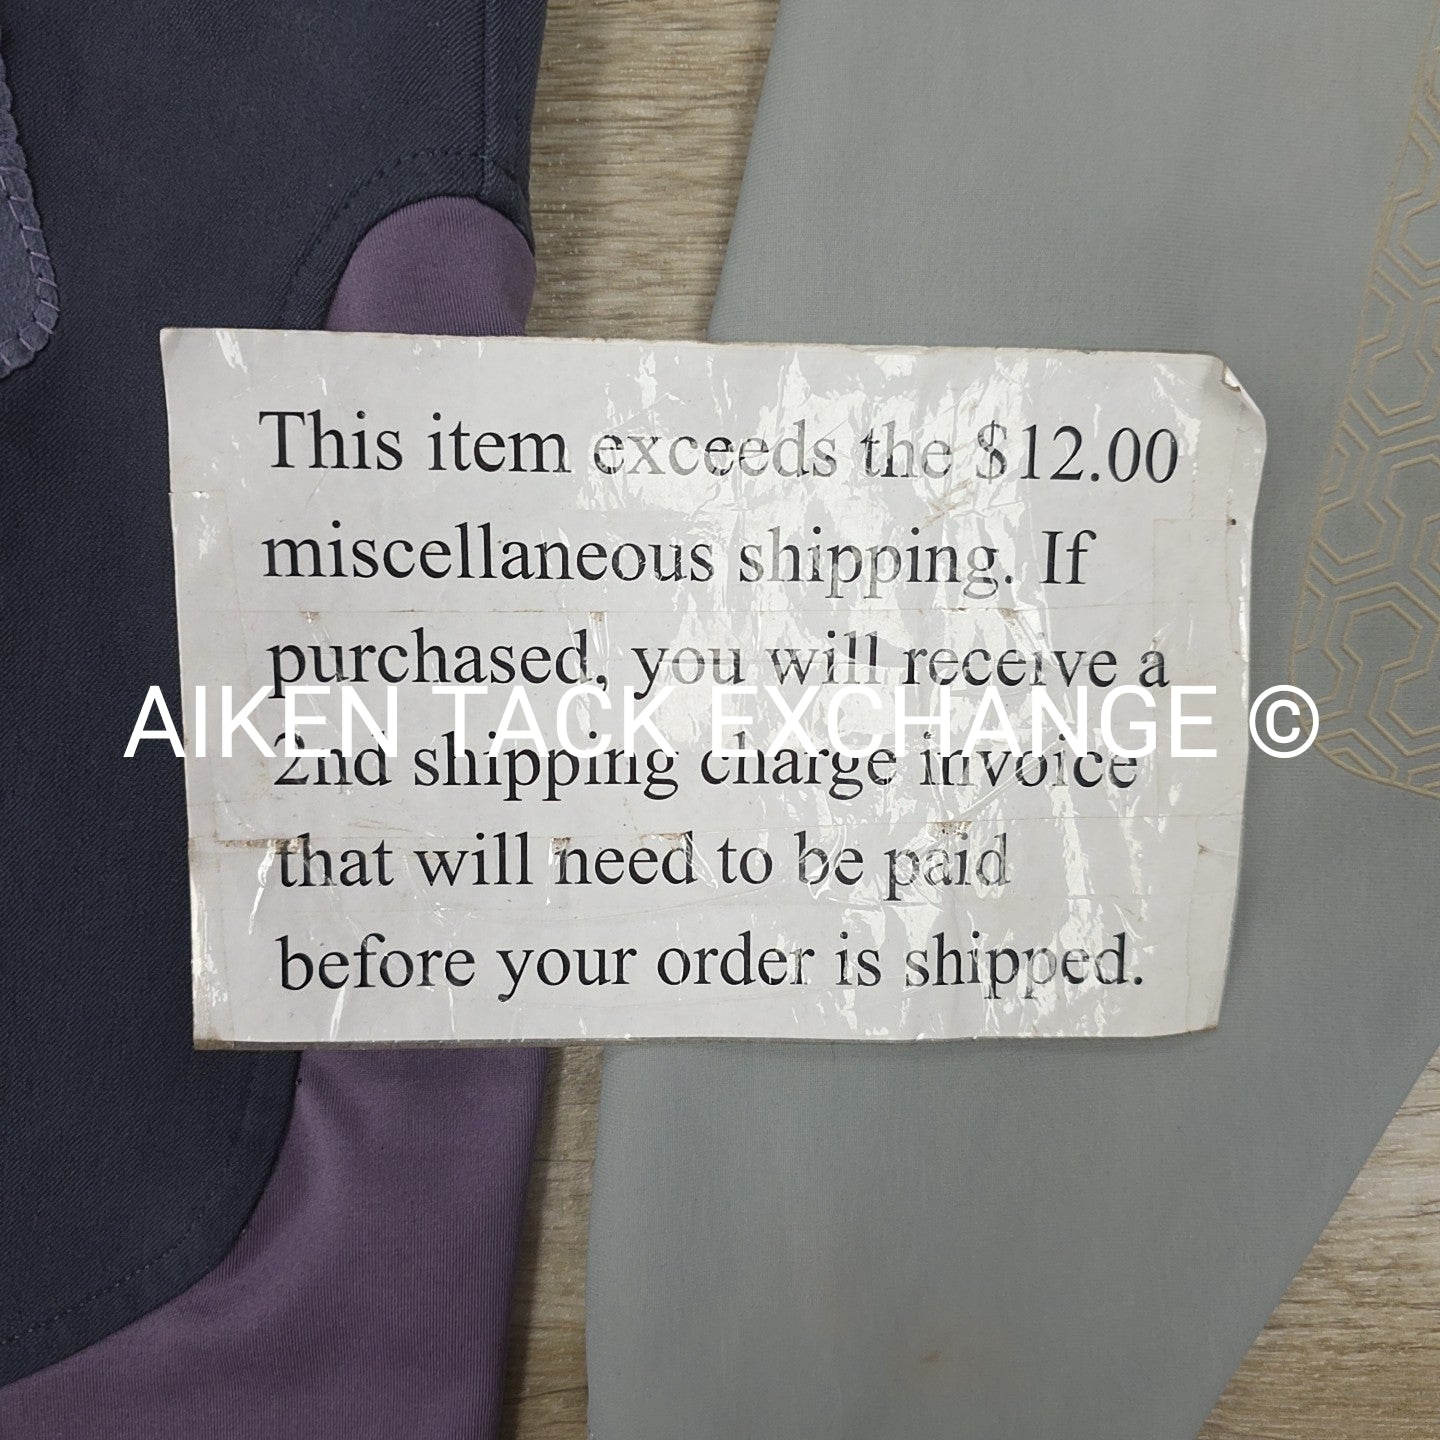 This item exceeds the $12.00
miscellaneous shipping. If
purchased, you will receive a
AIKEN TACK EXCHANGE ©
2nd shipping charge invoice
that will need to be paid
before your order is shipped.